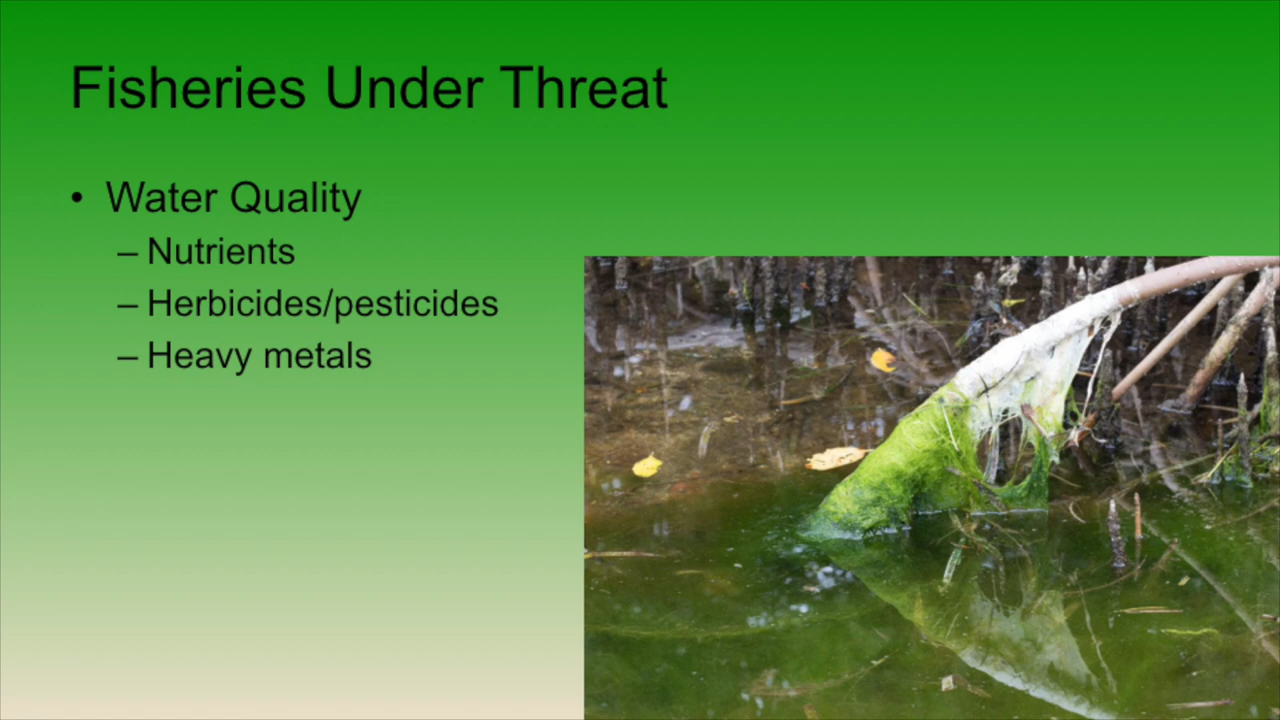 Fisheries Under Threat
• Water Quality
– Nutrients
– Herbicides/pesticides
– Heavy metals